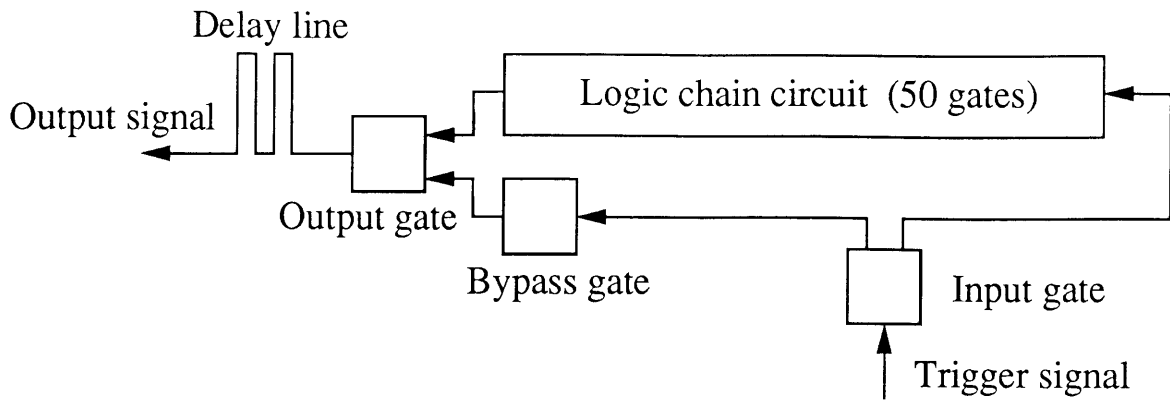 Delay line
Logic chain circuit (50 gates)
Output signal
Output gate
Bypass gate
Input gate
Trigger signal